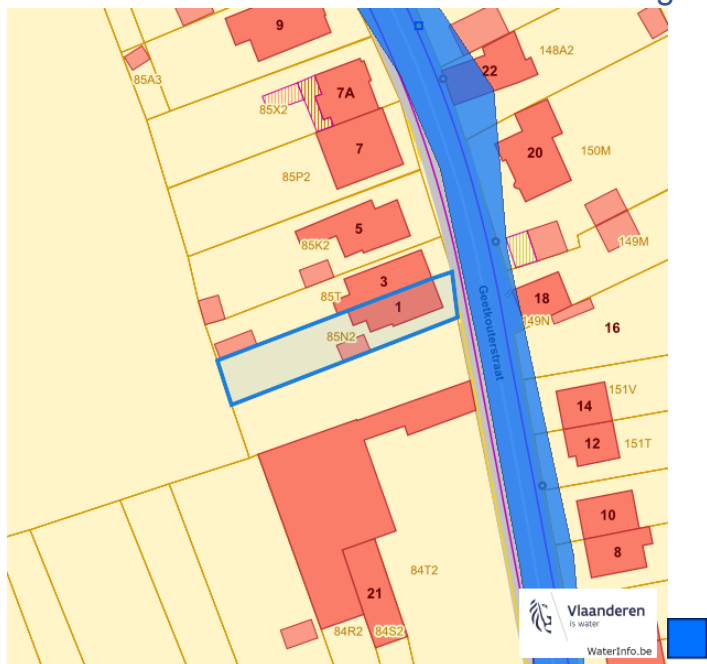 9
148A2
22
85A3
7A
85X2
7
20
150M
85P2
5
85K2
149M
3
85T
1
18
85N2
149N
16
Geetkouterstraat
151V
14
12
151T
10
8
84T2
21
84R2
84S2
Vlaanderen
is water
WaterInfo.be